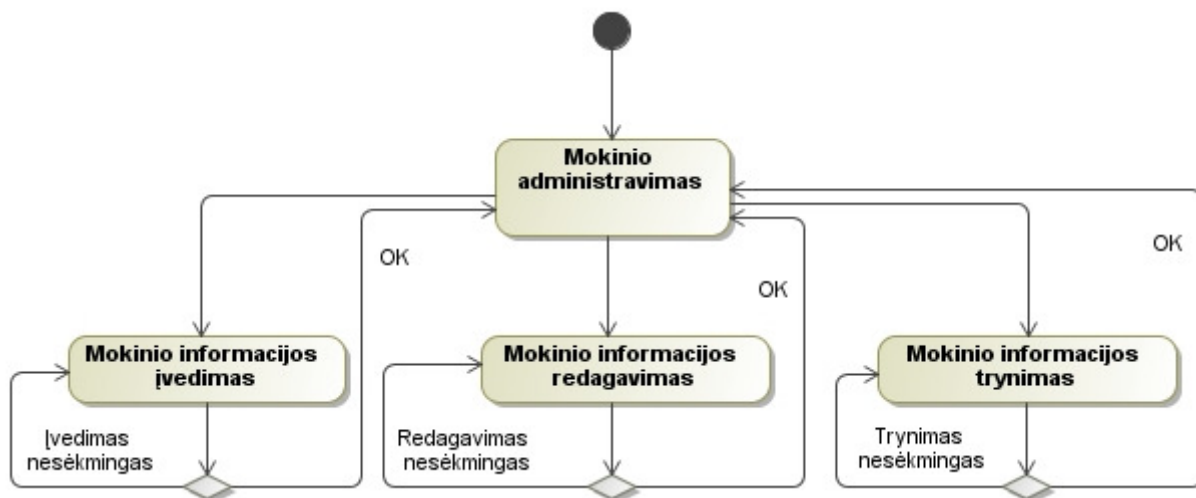 Mokinio
administravimas
OK
OK
OK
Mokinio informacijos
įvedimas
Mokinio informacijos
redagavimas
Mokinio informacijos
trynimas
Įvedimas
nesėkmingas
Redagavimas
nesėkmingas
Trynimas
nesėkmingas